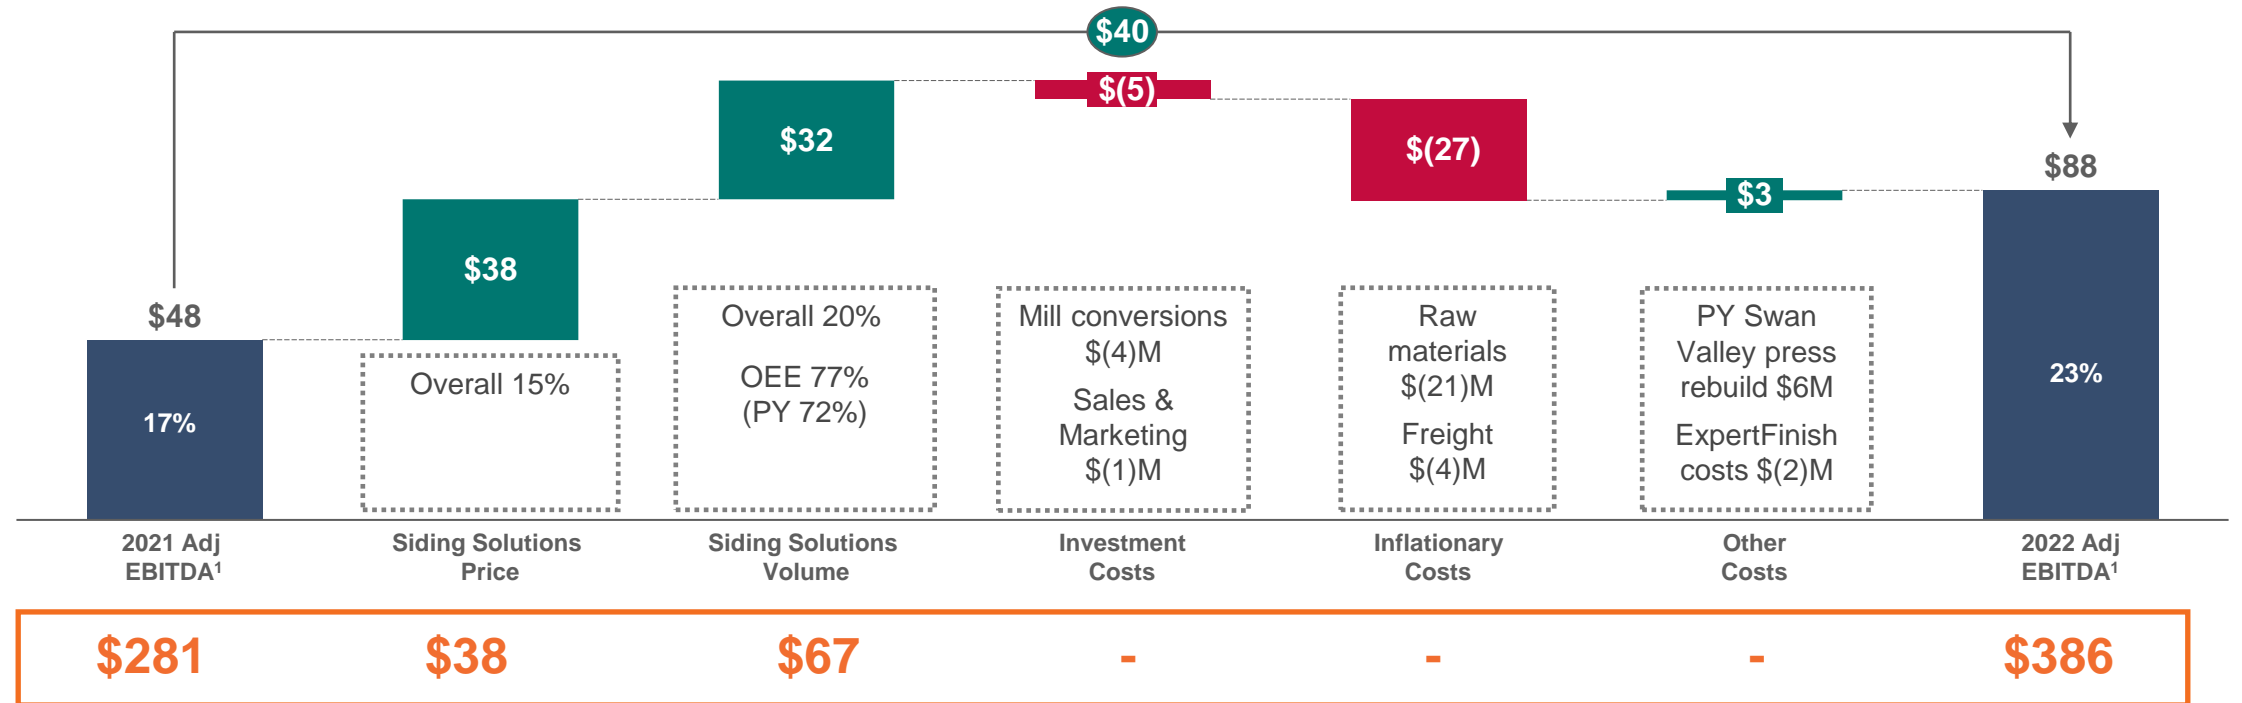 $40
$(5)
$32
$(27)
$88
$3
$38
$48
17%
23%
Overall 15%
Overall 20%
OEE 77%
(PY 72%)
Mill conversions
$(4)M
Sales &
Marketing
$(1)M
Raw
materials
$(21)M
Freight
$(4)M
PY Swan
Valley press
rebuild $6M
ExpertFinish
costs $(2)M
2021 Adj
EBITDA¹
Siding Solutions
Price
Siding Solutions
Volume
Investment
Costs
Inflationary
Costs
Other
Costs
2022 Adj
EBITDA¹
$281 $38 $67 - - - $386